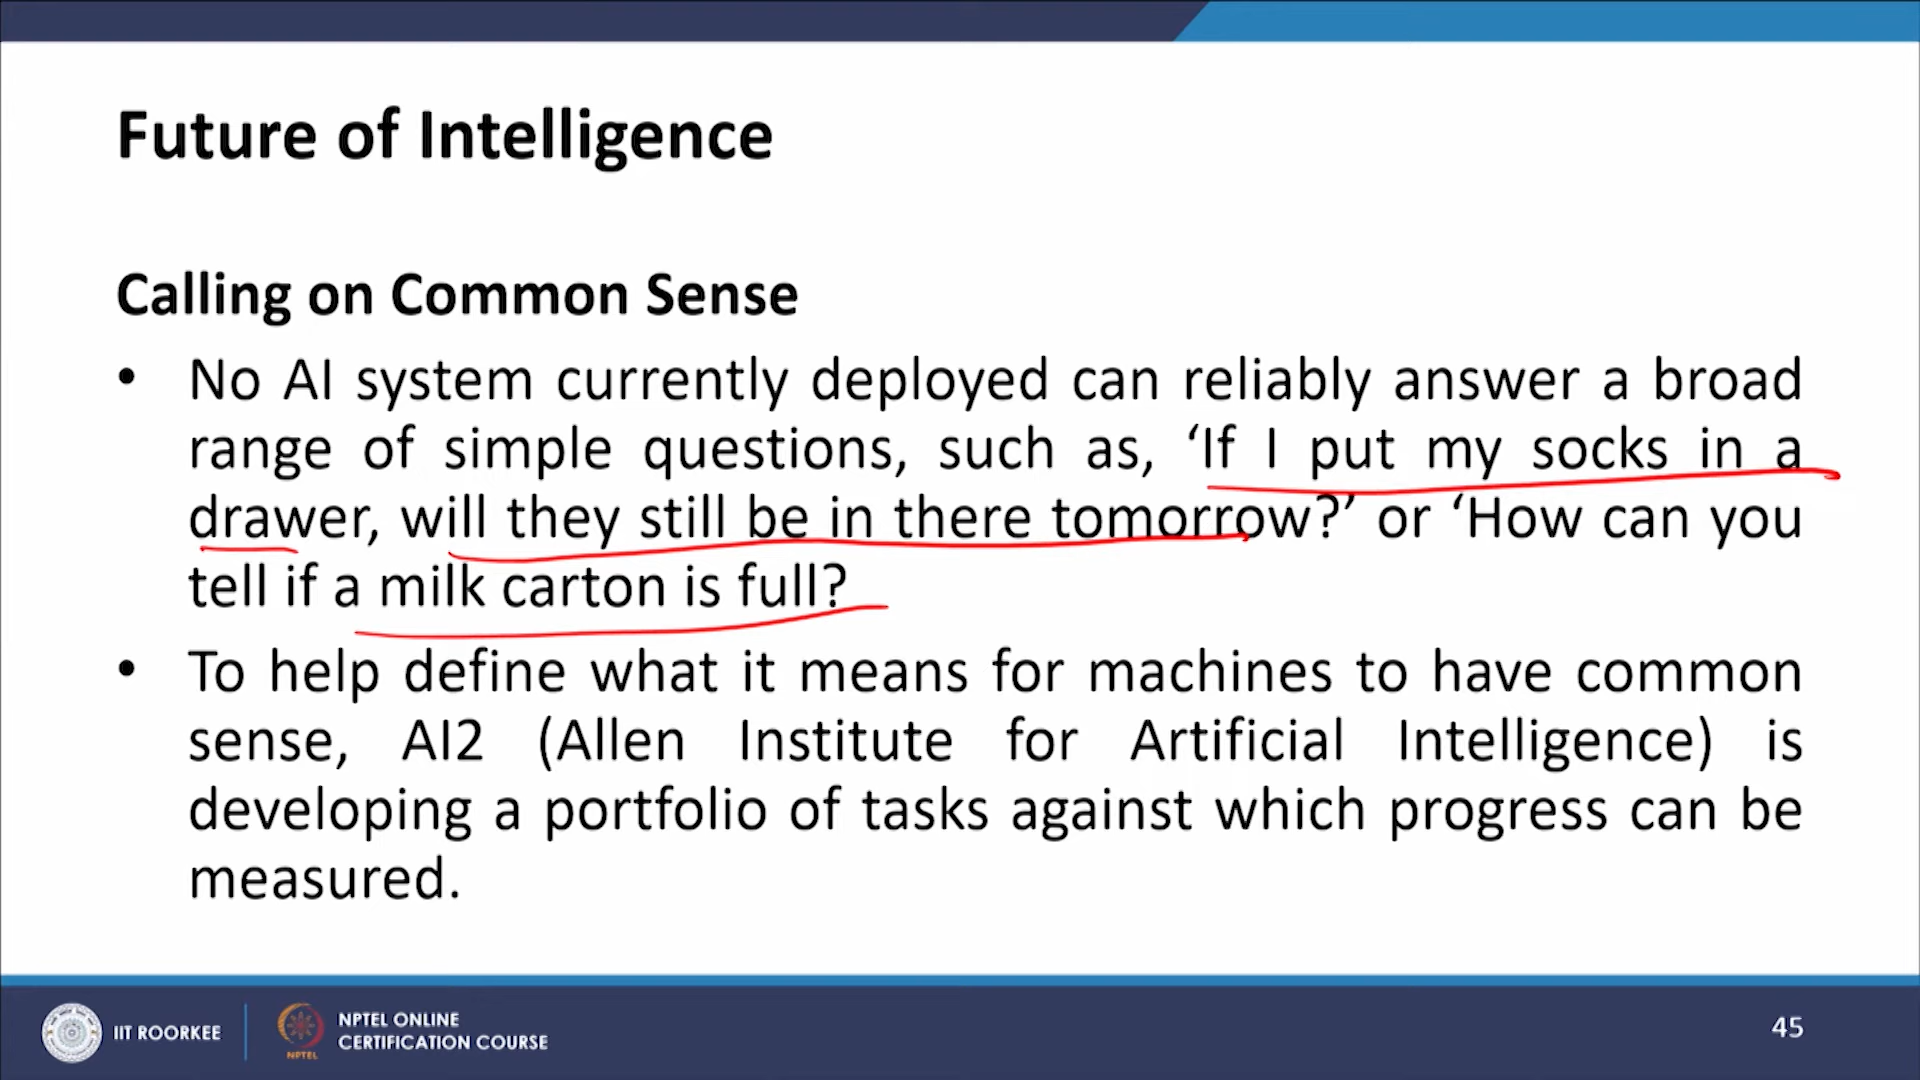 Future of Intelligence
Calling on Common Sense
• No AI system currently deployed can reliably answer a broad
range of simple questions, such as, ‘If I put my socks in a
drawer, will they still be in there tomorrow?’ or ‘How can you
tell if a milk carton is full?
• To help define what it means for machines to have common
sense, AI2 (Allen Institute for Artificial Intelligence) is
developing a portfolio of tasks against which progress can be
measured.
IIT ROORKEE
NPTEL
NPTEL ONLINE
CERTIFICATION COURSE
45